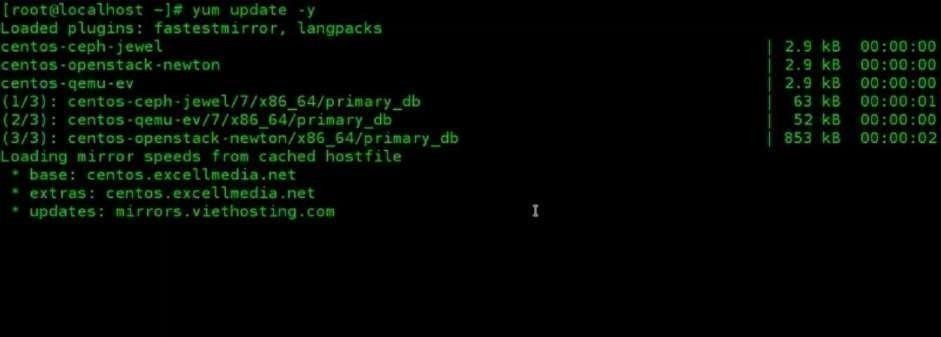 [root@localhost ~]# yum update -y
Loaded plugins: fastestmirror, langpacks
centos-ceph-jewel | 2.9 kB 00:00:00
centos-openstack-newton | 2.9 kB 00:00:00
centos-qemu-ev | 2.9 kB 00:00:00
(1/3): centos-ceph-jewel/7/x86_64/primary_db | 63 kB 00:00:01
(2/3): centos-qemu-ev/7/x86_64/primary_db | 52 kB 00:00:00
(3/3): centos-openstack-newton/x86_64/primary_db | 853 kB 00:00:02
Loading mirror speeds from cached hostfile
* base: centos.excellmedia.net
* extras: centos.excellmedia.net
* updates: mirrors.viethosting.com